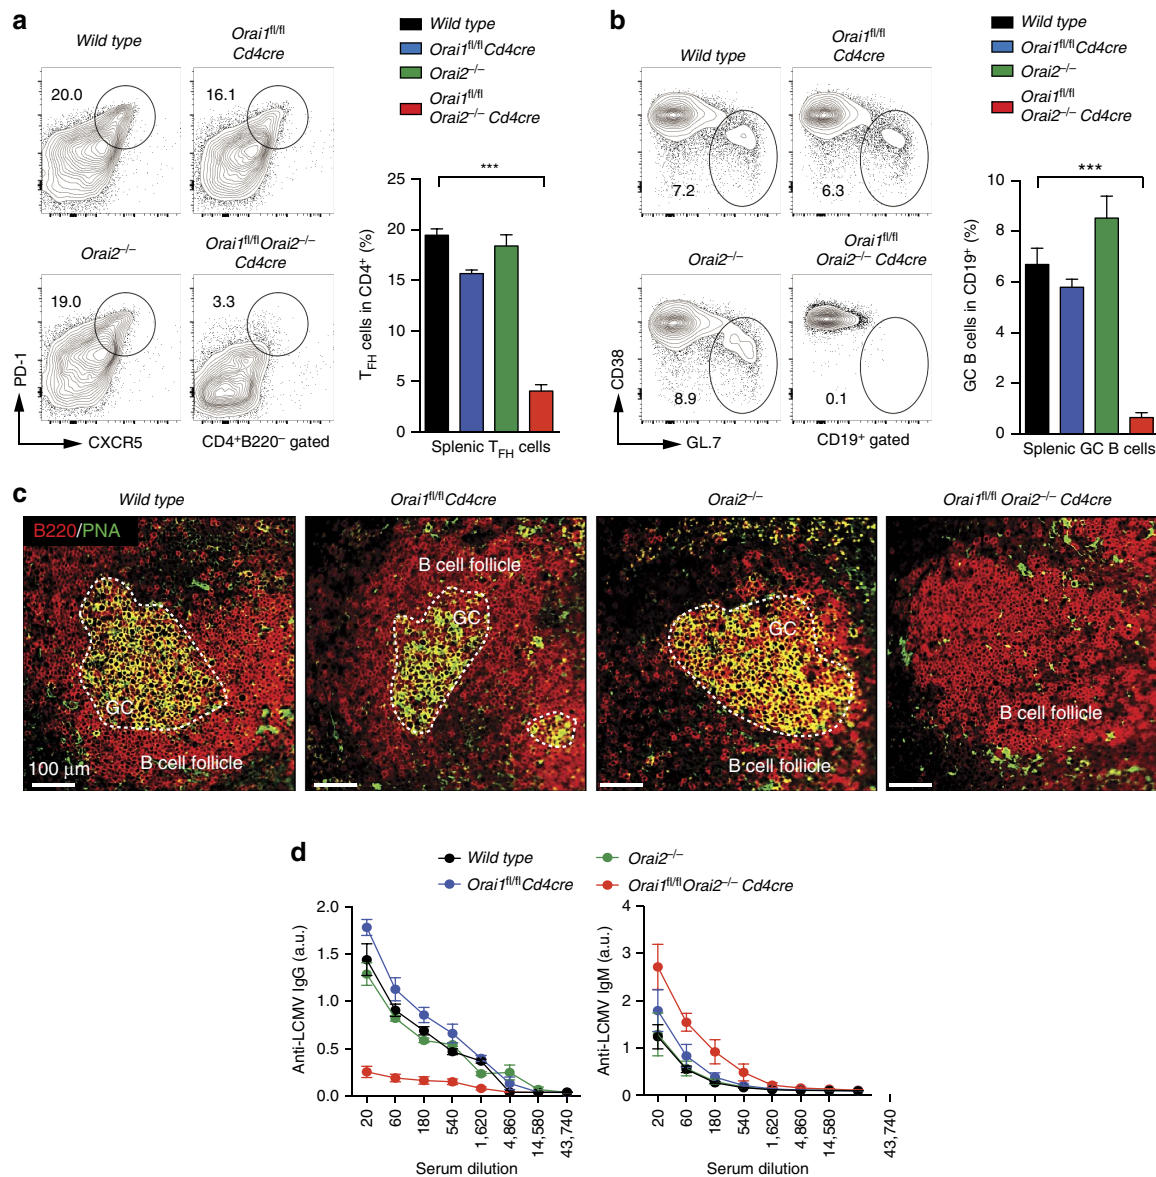 a
Wild type
Orai1fl/fl
Cd4cre
20.0
16.1
Orai2–/–
Orai1fl/flOrai2–/–
Cd4cre
19.0
3.3
PD-1
CXCR5
CD4+B220– gated
Wild type
Orai1fl/flCd4cre
Orai2–/–
Orai1fl/fl
Orai2–/– Cd4cre
***
25
20
15
10
5
0
TFH cells in CD4+ (%)
Splenic TFH cells
b
Wild type
Orai1fl/fl
Cd4cre
7.2
6.3
Orai2–/–
Orai1fl/fl
Orai2–/– Cd4cre
8.9
0.1
CD38
GL.7
CD19+ gated
Wild type
Orai1fl/flCd4cre
Orai2–/–
Orai1fl/fl
Orai2–/– Cd4cre
***
10
8
6
4
2
0
GC B cells in CD19+ (%)
Splenic GC B cells
c
Wild type
Orai1fl/flCd4cre
Orai2–/–
Orai1fl/fl Orai2–/– Cd4cre
B220/PNA
GC
B cell follicle
100 μm
B cell follicle
GC
GC
B cell follicle
B cell follicle
d
Wild type
Orai2–/–
Orai1fl/flCd4cre
Orai1fl/flOrai2–/– Cd4cre
2.0
1.5
1.0
0.5
0.0
Anti-LCMV IgG (a.u.)
20
60
180
540
1,620
4,860
14,580
43,740
Serum dilution
4
3
2
1
0
Anti-LCMV IgM (a.u.)
20
60
180
540
1,620
4,860
14,580
43,740
Serum dilution